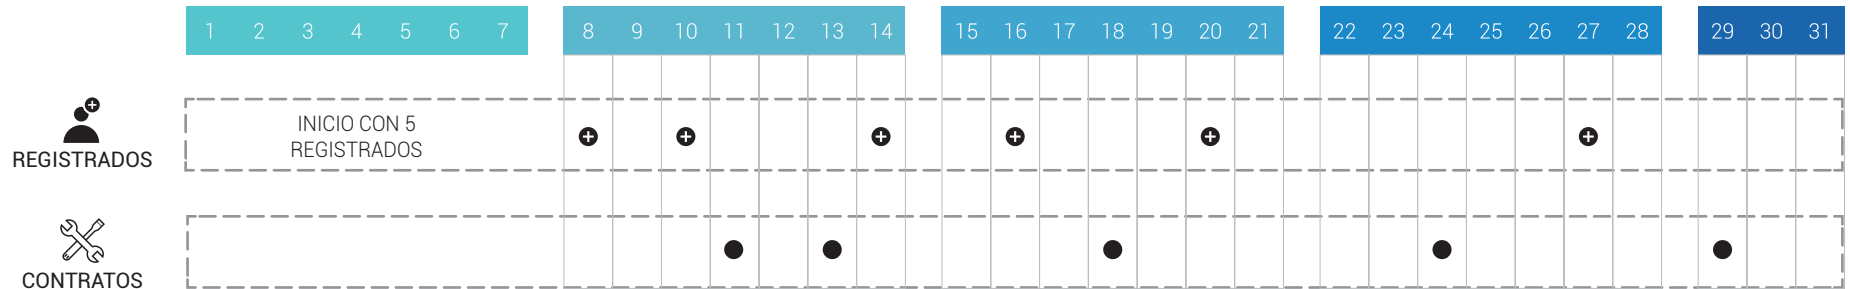 1 2 3 4 5 6 7 8 9 10 11 12 13 14 15 16 17 18 19 20 21 22 23 24 25 26 27 28 29 30 31
INICIO CON 5
REGISTRADOS
REGISTRADOS
CONTRATOS